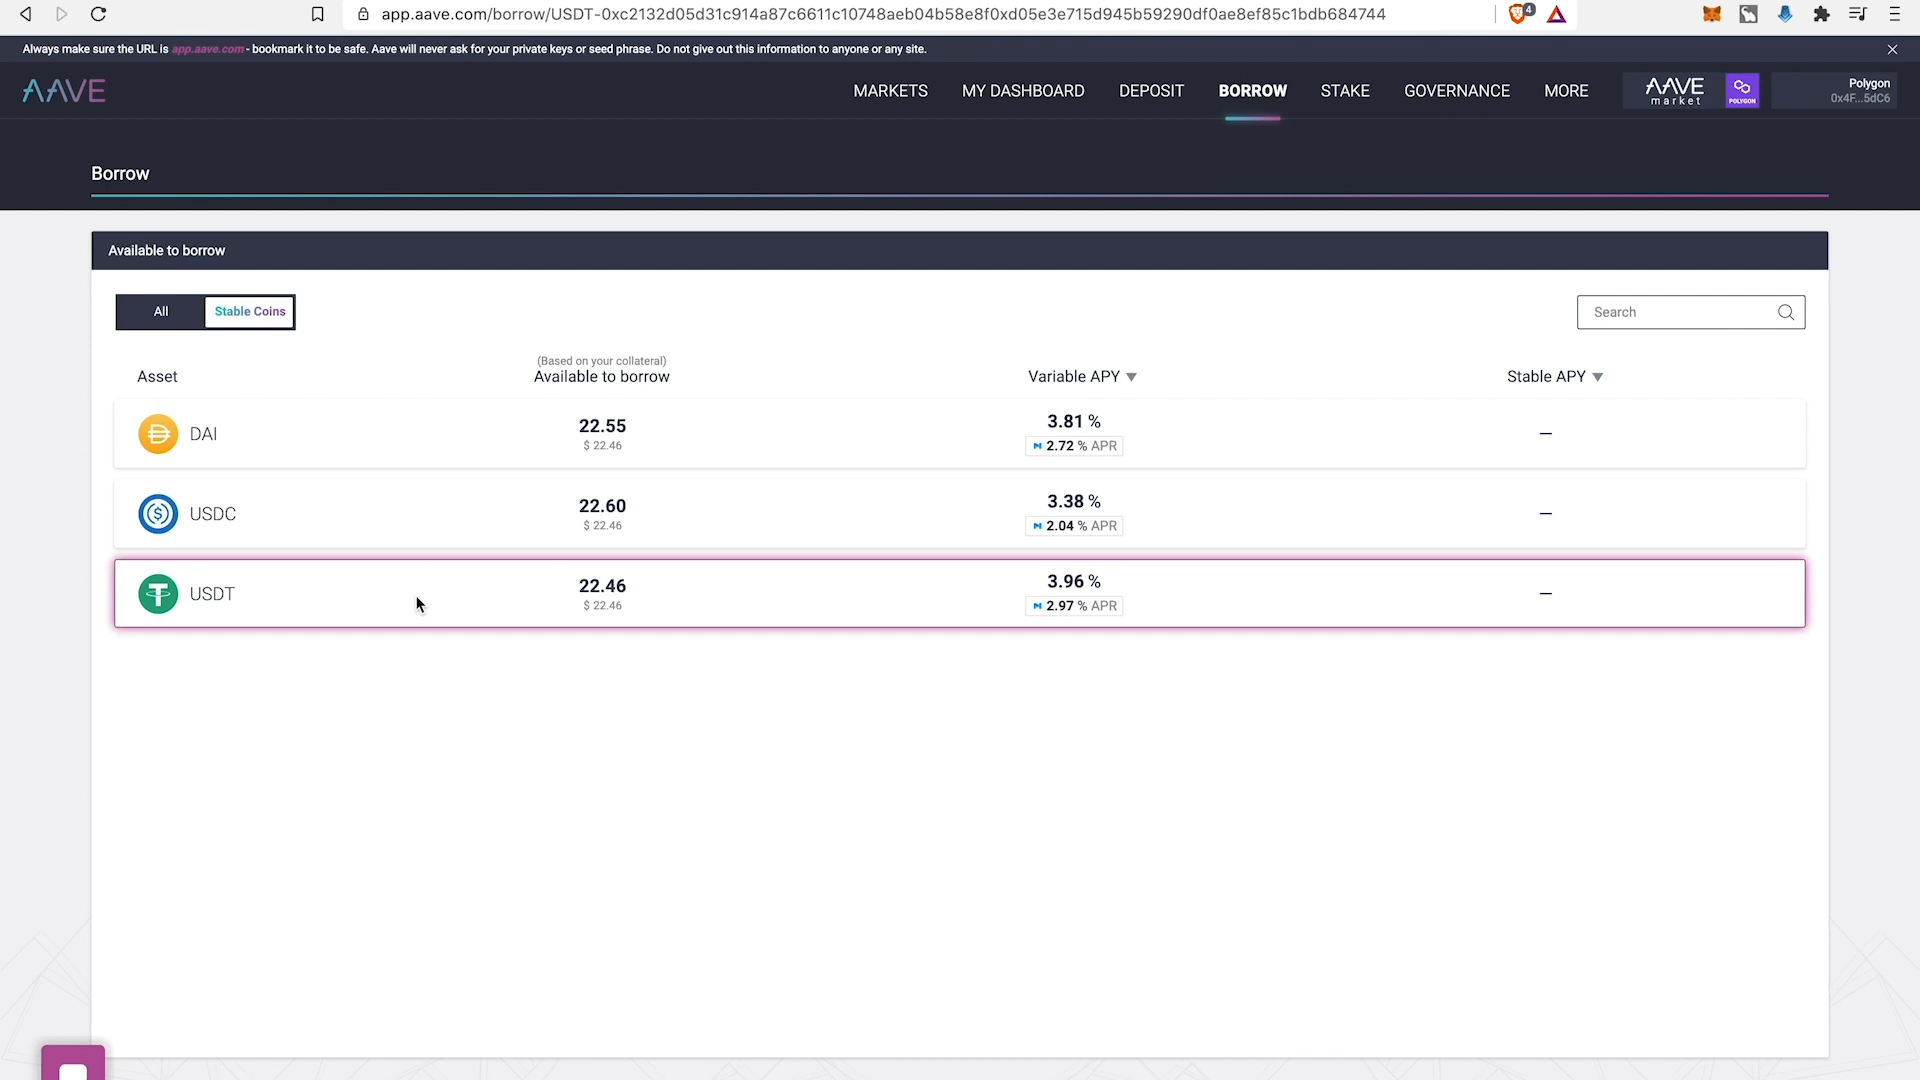 app.aave.com/borrow/USDT-0xc2132d05d31c914a87c6611c10748aeb04b58e8f0xd05e3e715d945b59290df0ae8ef85c1bdb684744
4
Always make sure the URL is app.aave.com - bookmark it to be safe. Aave will never ask for your private keys or seed phrase. Do not give out this information to anyone or any site.
AAVE
MARKETS
MY DASHBOARD
DEPOSIT
BORROW
STAKE
GOVERNANCE
MORE
AAVE
market
POLYGON
Polygon
0x4F...5dC6
Borrow
Available to borrow
All
Stable Coins
Search
Asset
(Based on your collateral)
Available to borrow
Variable APY
Stable APY
DAI
22.55
$ 22.46
3.81 %
2.72 % APR
—
USDC
22.60
$ 22.46
3.38 %
2.04 % APR
—
USDT
22.46
$ 22.46
3.96 %
2.97 % APR
—